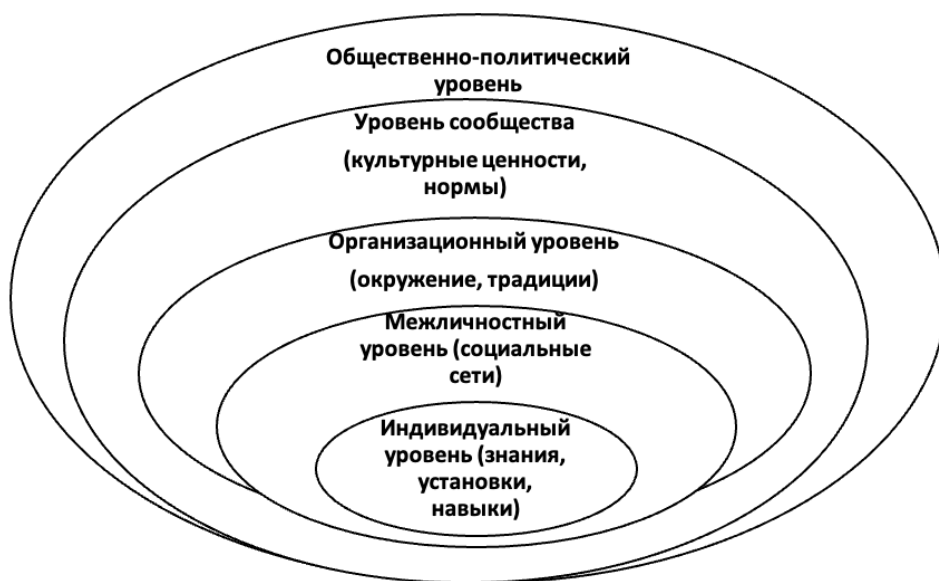 Общественно-политический
уровень
Уровень сообщества
(культурные ценности,
нормы)
Организационный уровень
(окружение, традиции)
Межличностный
уровень (социальные
сети)
Индивидуальный
уровень (знания,
установки,
навыки)